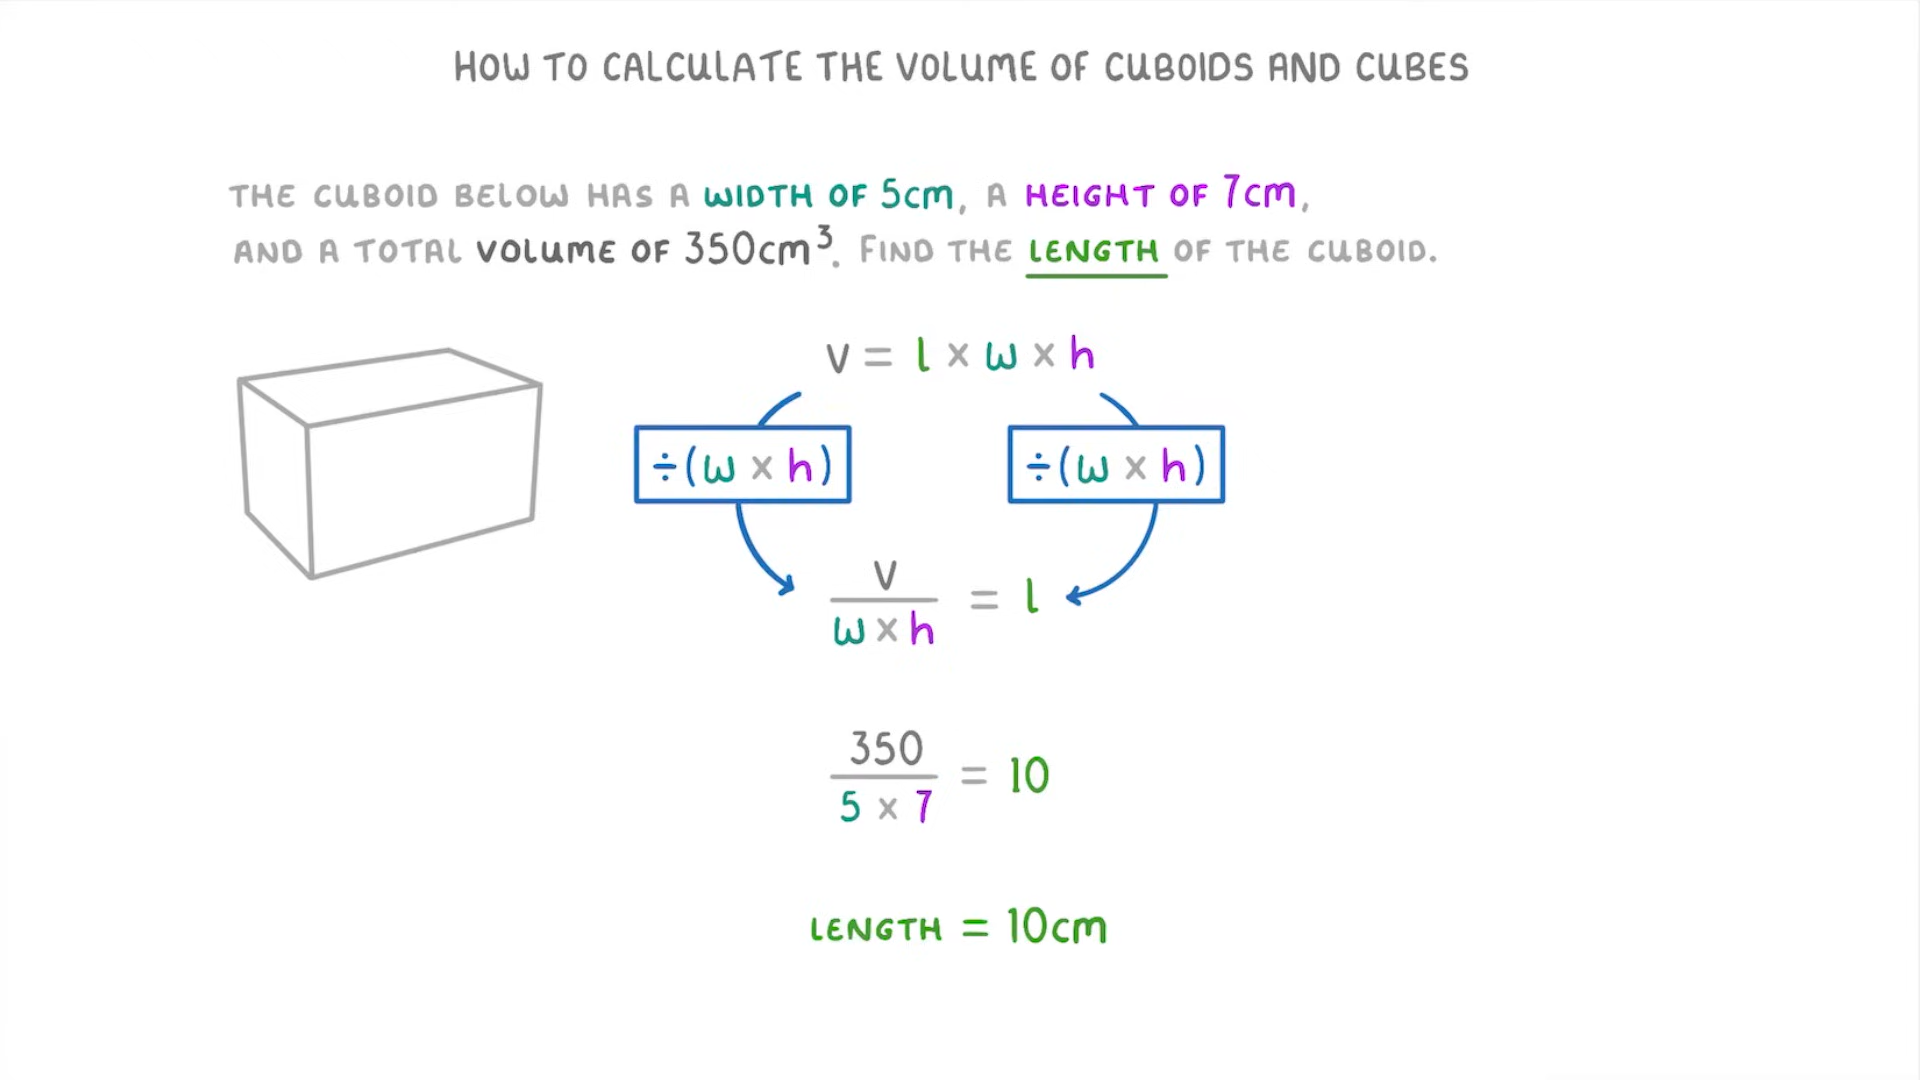 HOW TO CALCULATE THE VOLUME OF CUBOIDS AND CUBES
THE CUBOID BELOW HAS A WIDTH OF 5cm, A HEIGHT OF 7cm,
AND A TOTAL VOLUME OF 350cm³. FIND THE LENGTH OF THE CUBOID.
V = l × w × h
÷(w × h) ÷(w × h)
V
= l
w × h
350
= 10
5 × 7
LENGTH = 10cm